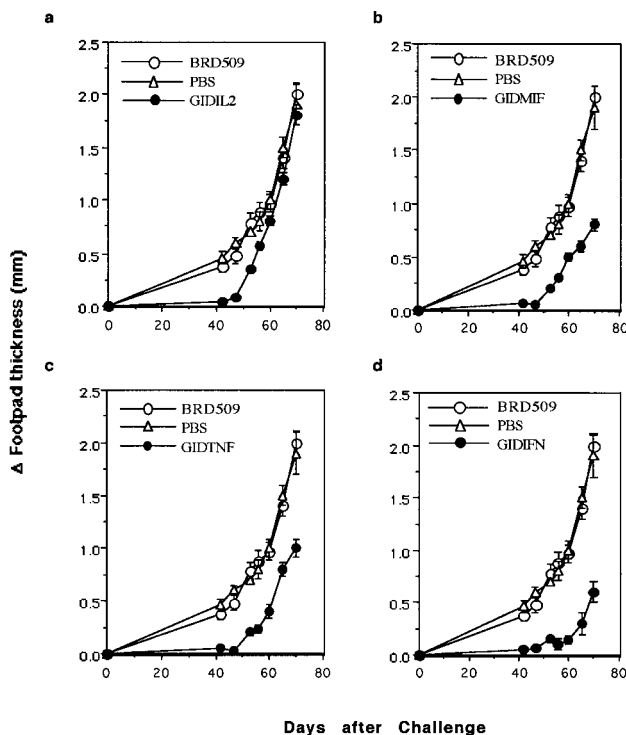 a
2.5
2.0
1.5
1.0
0.5
0.0
BRD509
PBS
GIDIL2
0 20 40 60 80
b
2.5
2.0
1.5
1.0
0.5
0.0
BRD509
PBS
GIDMIF
0 20 40 60 80
c
2.5
2.0
1.5
1.0
0.5
0.0
BRD509
PBS
GIDTNF
0 20 40 60 80
d
2.5
2.0
1.5
1.0
0.5
0.0
BRD509
PBS
GIDIFN
0 20 40 60 80
Δ Footpad thickness (mm)
Days after Challenge